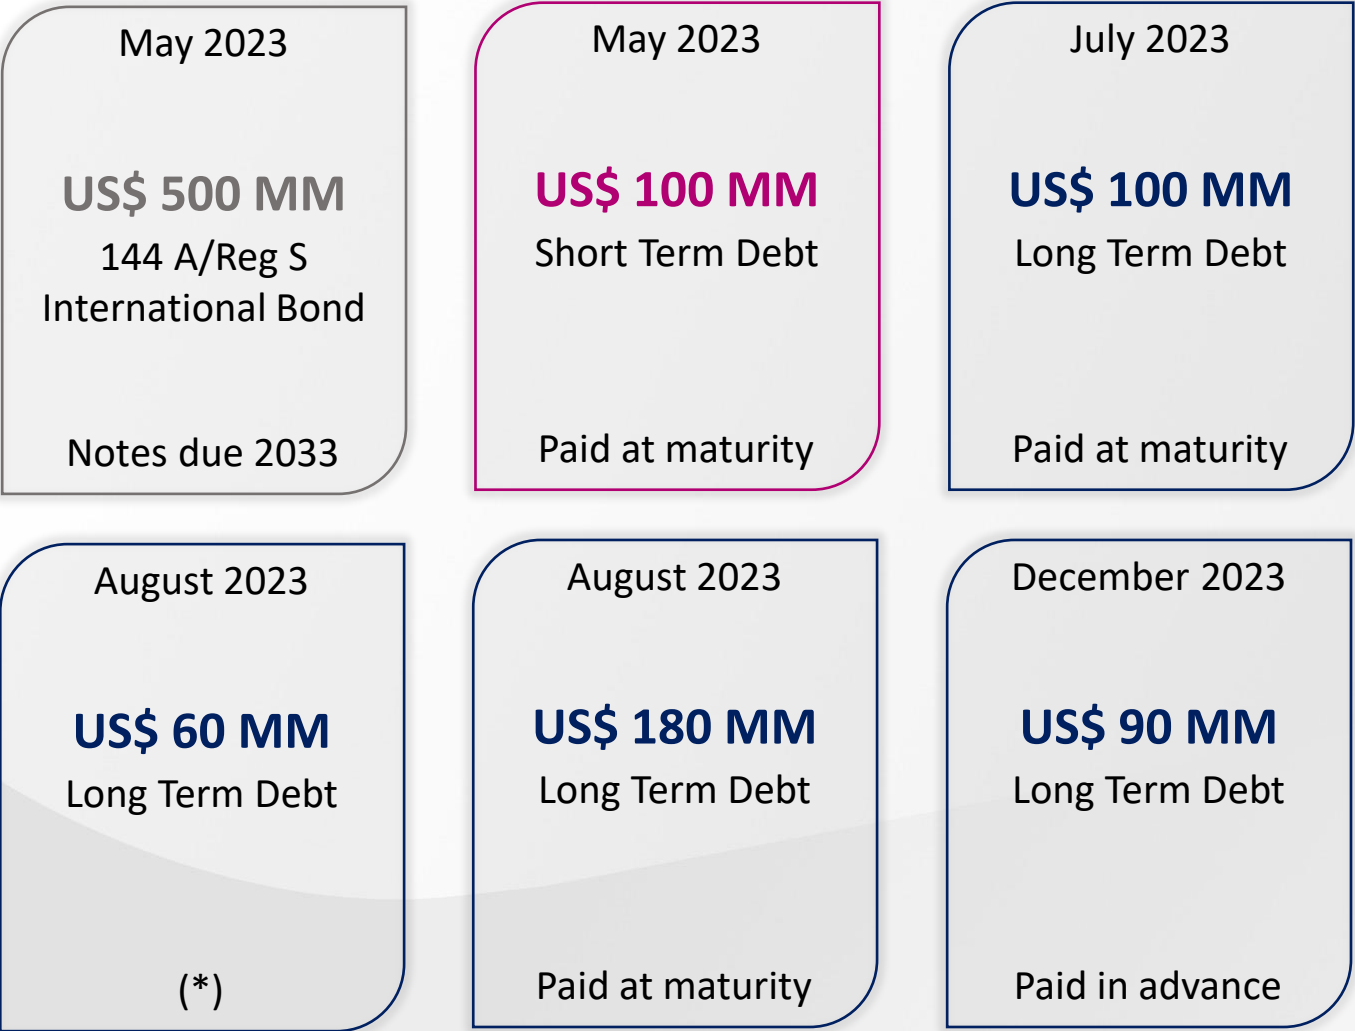 May 2023
US$ 500 MM
144 A/Reg S
International Bond
Notes due 2033
May 2023
US$ 100 MM
Short Term Debt
Paid at maturity
July 2023
US$ 100 MM
Long Term Debt
Paid at maturity
August 2023
US$ 60 MM
Long Term Debt
(*)
August 2023
US$ 180 MM
Long Term Debt
Paid at maturity
December 2023
US$ 90 MM
Long Term Debt
Paid in advance